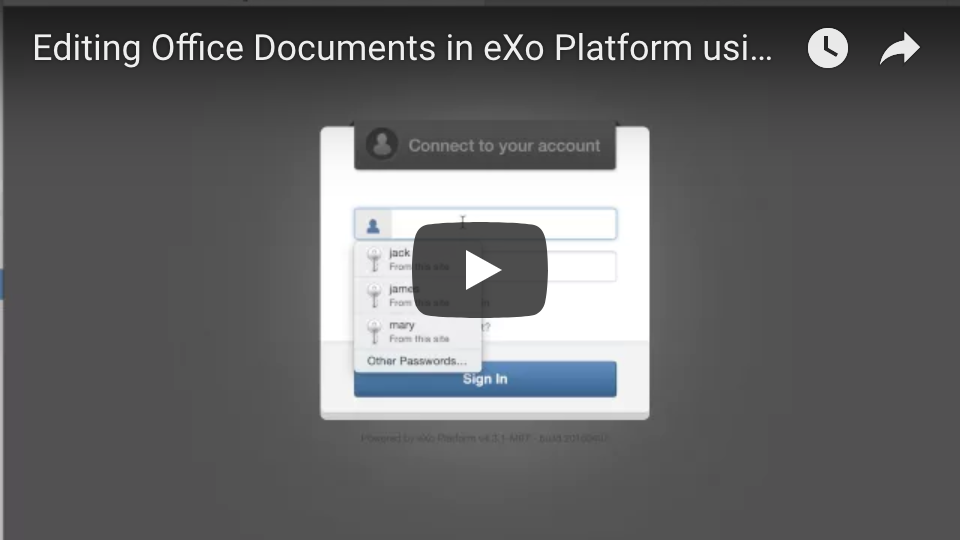 Editing Office Documents in eXo Platform usi...
Connect to your account
jack
From this site
james
From this site
mary
From this site
Other Passwords...
Sign In
Powered by eXo Platform